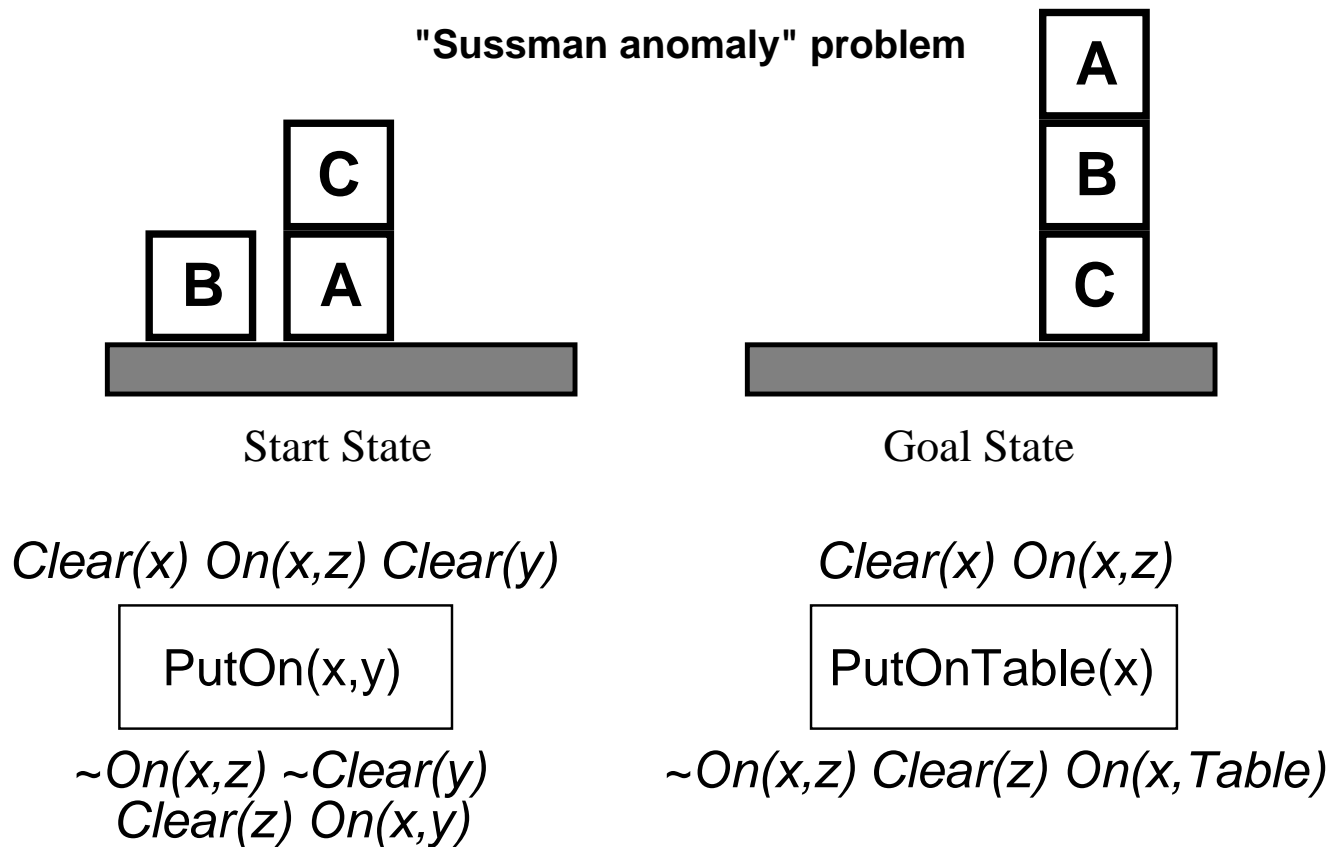 "Sussman anomaly" problem
A
B
C
C
B
A
Start State
Goal State
Clear(x) On(x,z) Clear(y)
PutOn(x,y)
~On(x,z) ~Clear(y)
Clear(z) On(x,y)
Clear(x) On(x,z)
PutOnTable(x)
~On(x,z) Clear(z) On(x,Table)